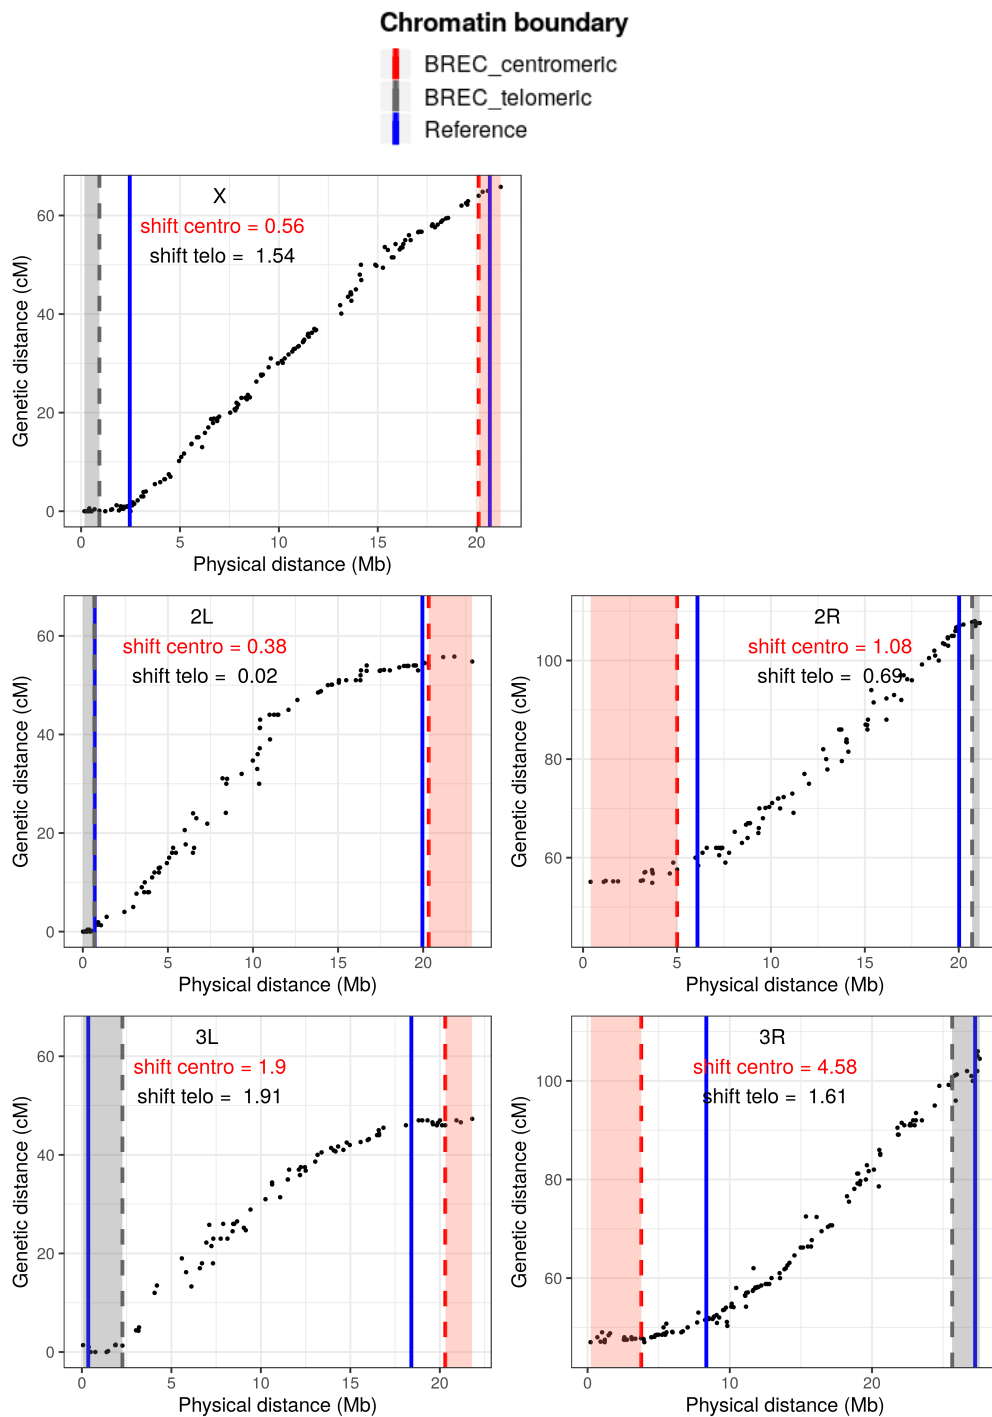 Chromatin boundary
BREC_centromeric
BREC_telomeric
Reference
X
shift centro = 0.56
shift telo = 1.54
Genetic distance (cM)
60
40
20
0
0 5 10 15 20
Physical distance (Mb)
2L
shift centro = 0.38
shift telo = 0.02
Genetic distance (cM)
60
40
20
0
0 5 10 15 20
Physical distance (Mb)
2R
shift centro = 1.08
shift telo = 0.69
Genetic distance (cM)
100
80
60
0 5 10 15 20
Physical distance (Mb)
3L
shift centro = 1.9
shift telo = 1.91
Genetic distance (cM)
60
40
20
0
0 5 10 15 20
Physical distance (Mb)
3R
shift centro = 4.58
shift telo = 1.61
Genetic distance (cM)
100
80
60
0 10 20
Physical distance (Mb)